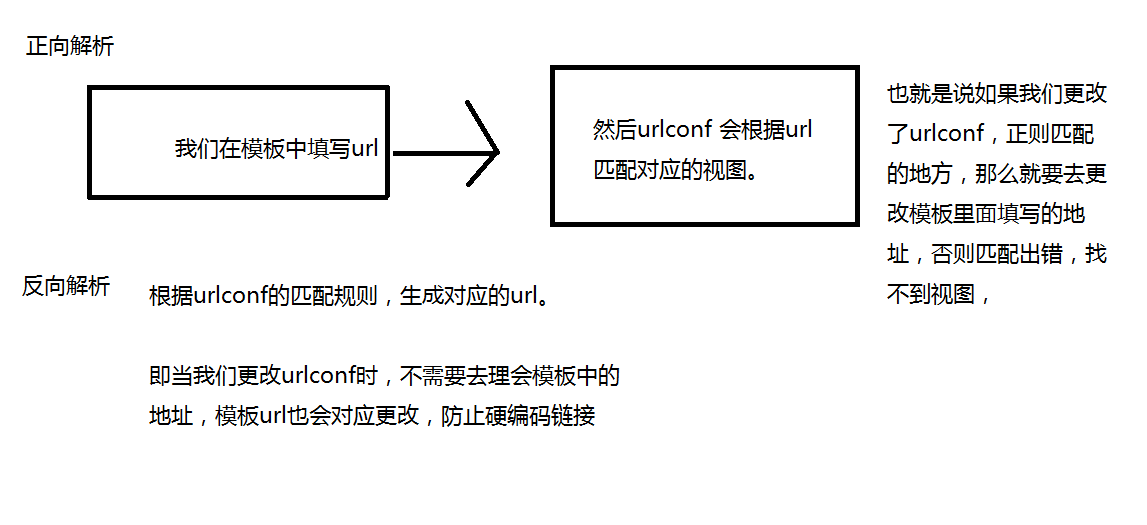 正向解析
我们在模板中填写url
然后urlconf 会根据url
匹配对应的视图。
也就是说如果我们更改
了urlconf，正则匹配
的地方，那么就要去更
改模板里面填写的地
址，否则匹配出错，找
不到视图，
反向解析
根据urlconf的匹配规则，生成对应的url。
即当我们更改urlconf时，不需要去理会模板中的
地址，模板url也会对应更改，防止硬编码链接